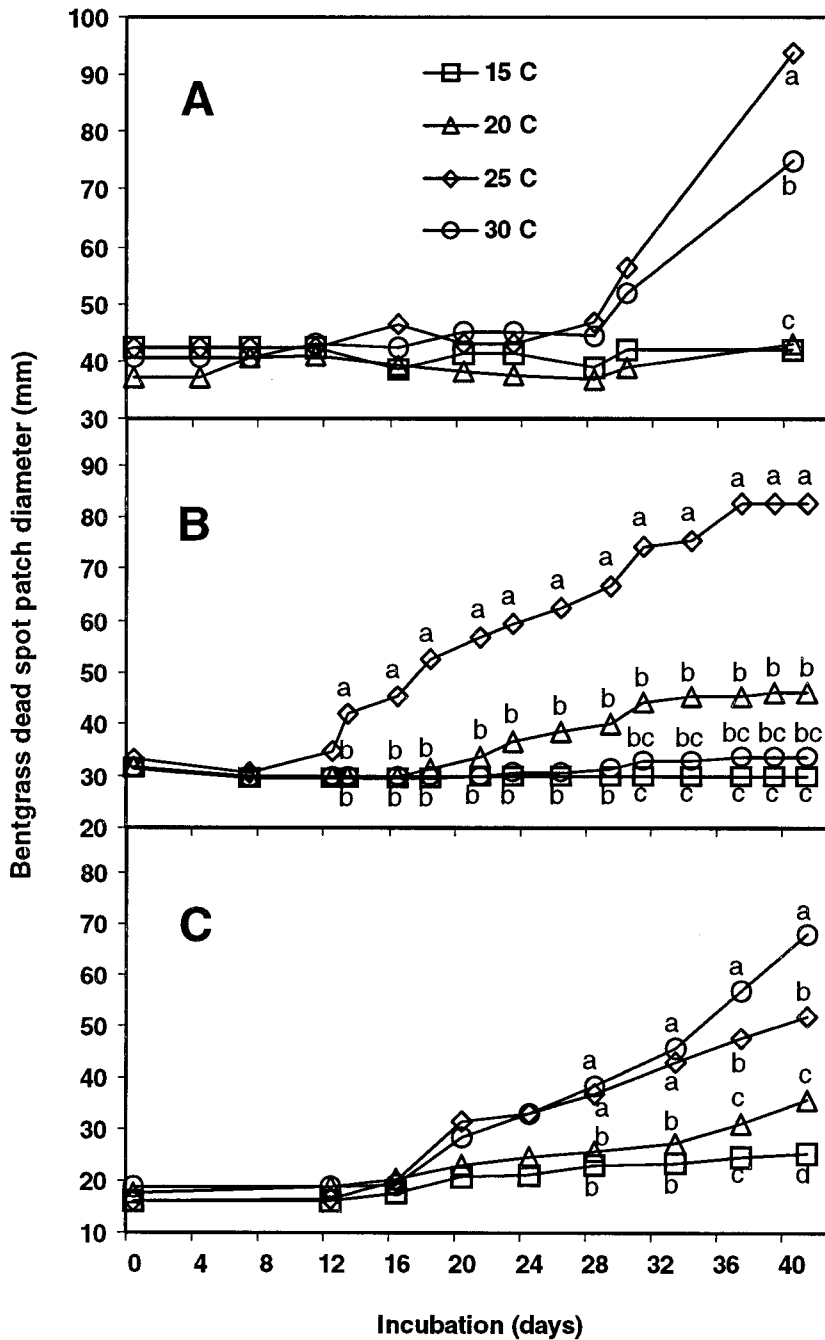 Bentgrass dead spot patch diameter (mm)
100
90
80
70
60
50
40
30
A
15 C
20 C
25 C
30 C
a
b
c
90
80
70
60
50
40
30
20
B
a a a a a a a a a a a a
b b b b b b b b b b b b
bc bc bc bc bc
b b b b b b b c c c c c
80
70
60
50
40
30
20
10
C
a a a a
a a b b
b b c c
b b c d
0 4 8 12 16 20 24 28 32 36 40
Incubation (days)